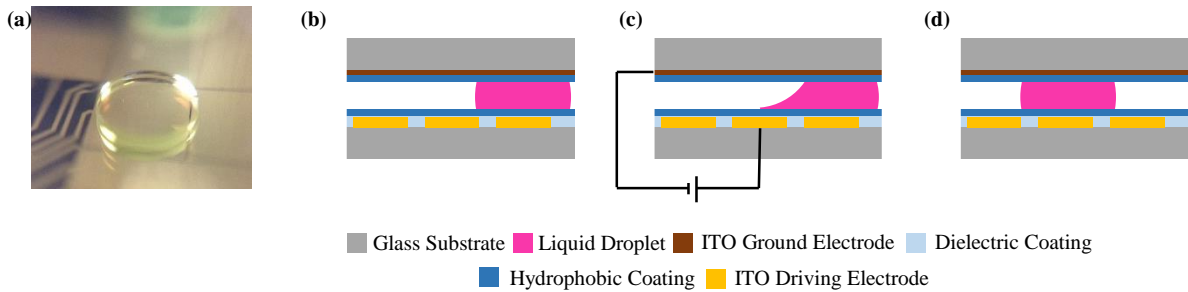 (a) (b) (c) (d)
Glass Substrate Liquid Droplet ITO Ground Electrode Dielectric Coating
Hydrophobic Coating ITO Driving Electrode